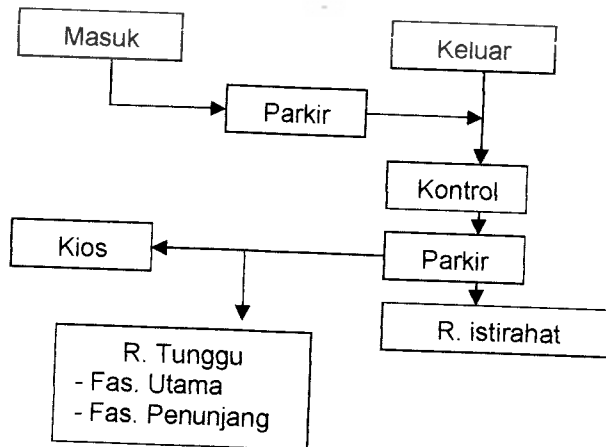 Masuk
Keluar
Parkir
Kontrol
Kios
Parkir
R. istirahat
R. Tunggu
- Fas. Utama
- Fas. Penunjang